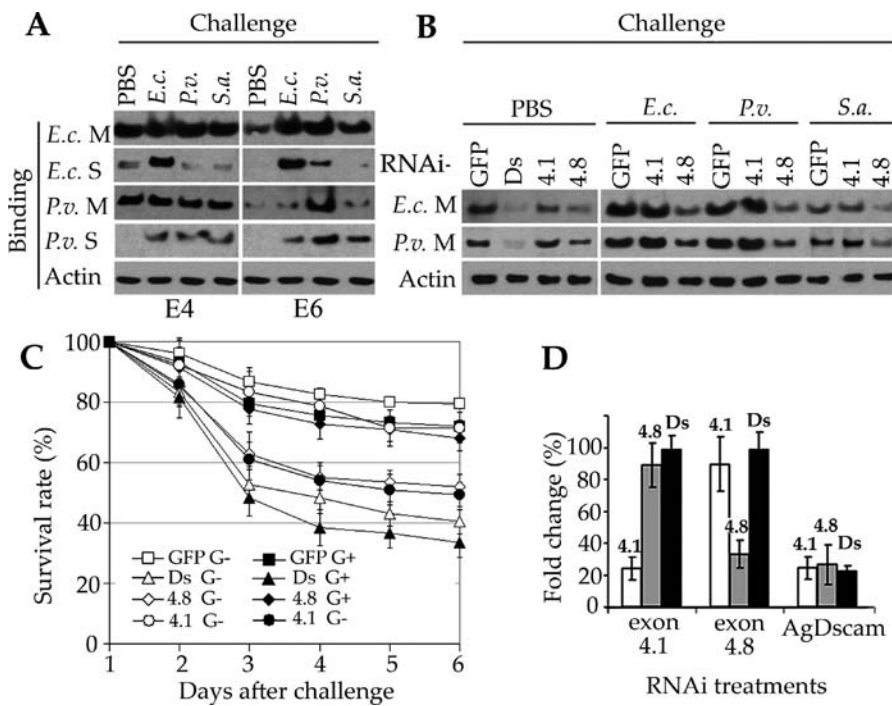 A
Challenge
PBS
E.c.
P.v.
S.a.
PBS
E.c.
P.v.
S.a.
Binding
E.c. M
E.c. S
P.v. M
P.v. S
Actin
E4 E6
B
Challenge
PBS E.c. P.v. S.a.
RNAi-
GFP
Ds
4.1
4.8
GFP
4.1
4.8
GFP
4.1
4.8
GFP
4.1
4.8
E.c. M
P.v. M
Actin
C
Survival rate (%)
100
80
60
40
20
0
1 2 3 4 5 6
Days after challenge
GFP G- GFP G+
Ds G- Ds G+
4.8 G- 4.8 G+
4.1 G- 4.1 G-
D
Fold change (%)
100
80
60
40
20
0
4.1 4.8 Ds
4.1 4.8 Ds
4.1 4.8 Ds
exon 4.1
exon 4.8
AgDscam
RNAi treatments